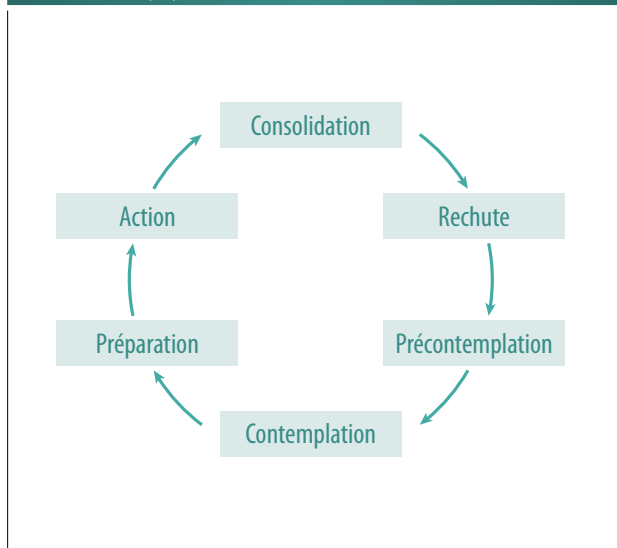 Consolidation
Action
Rechute
Préparation
Précontemplation
Contemplation